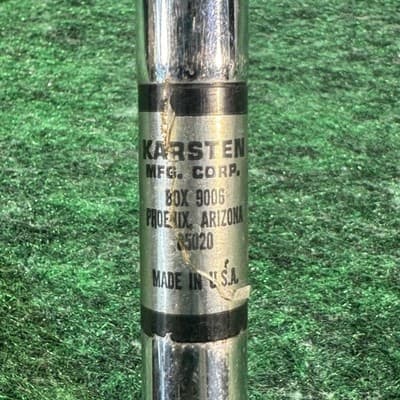 KARSTEN
MFG. CORP.
BOX 9006
PHOENIX, ARIZONA
85020
MADE IN U.S.A.